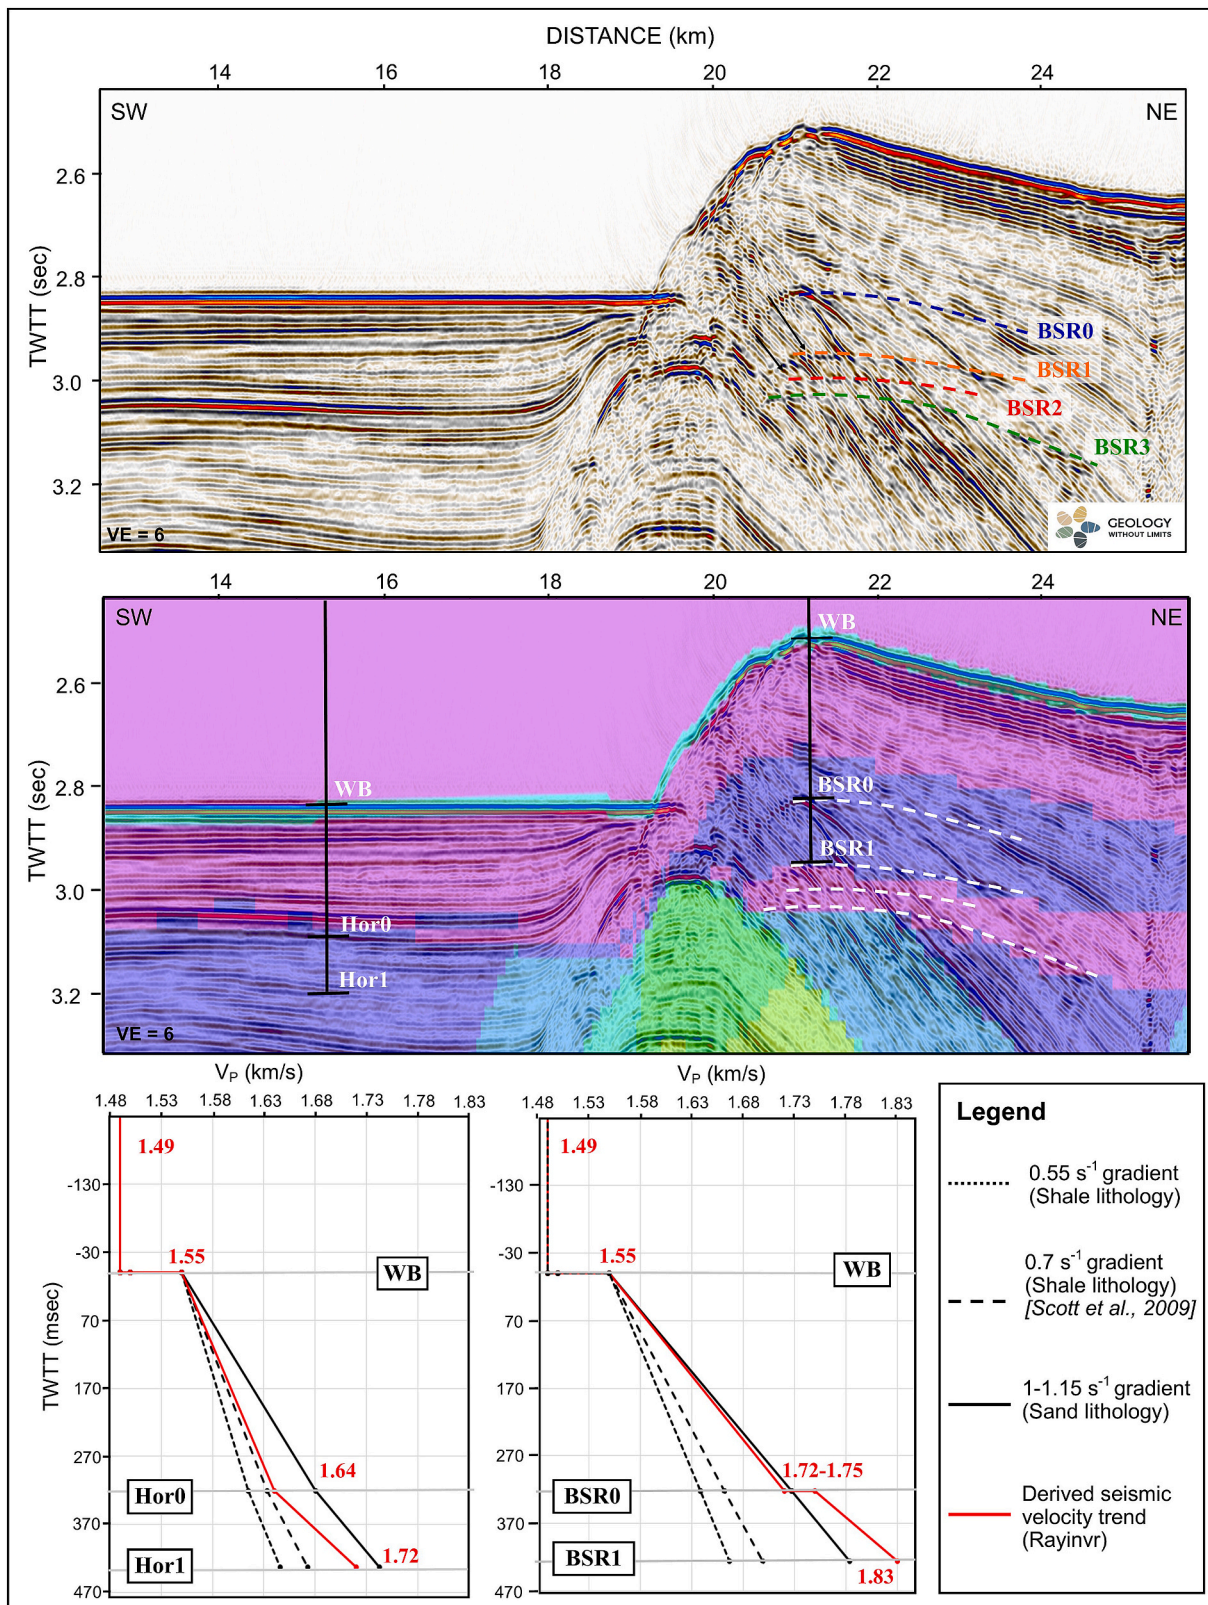 DISTANCE (km)
14 16 18 20 22 24
SW NE
TWTT (sec)
2.6
2.8
BSR0
3.0
BSR1
BSR2
BSR3
3.2
GEOLOGY
WITHOUT LIMITS
VE = 6
14 16 18 20 22 24
SW WB NE
TWTT (sec)
2.6
2.8
WB BSR0
BSR1
3.0
Hor0
Hor1
3.2
VE = 6
VP (km/s)
1.48 1.53 1.58 1.63 1.68 1.73 1.78 1.83
TWTT (msec)
1.49
-130
-30
1.55
WB
70
170
270
1.64
Hor0
370
1.72
Hor1
470
VP (km/s)
1.48 1.53 1.58 1.63 1.68 1.73 1.78 1.83
1.49
-130
-30
1.55
WB
70
170
270
1.72-1.75
BSR0
370
BSR1
1.83
470
Legend
0.55 s-1 gradient
(Shale lithology)
0.7 s-1 gradient
(Shale lithology)
[Scott et al., 2009]
1-1.15 s-1 gradient
(Sand lithology)
Derived seismic
velocity trend
(Rayinvr)